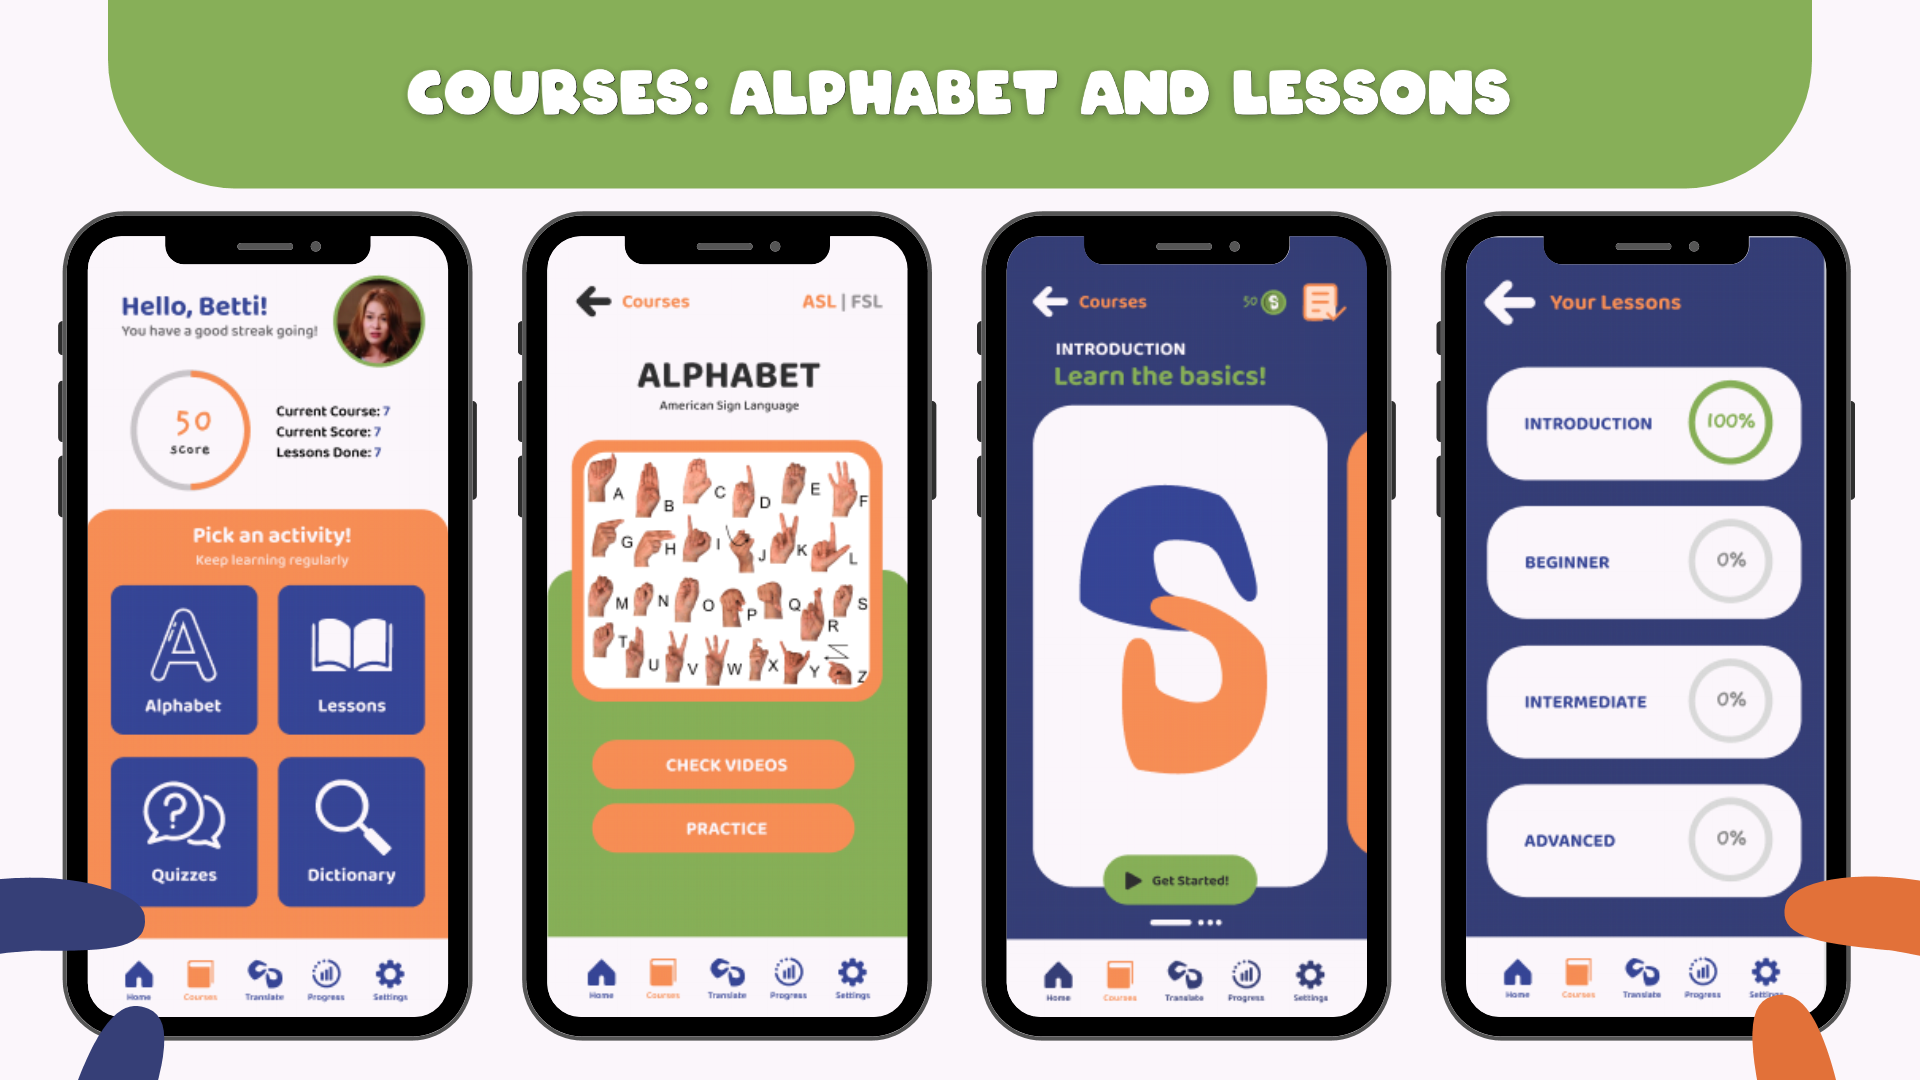 COURSES: ALPHABET AND LESSONS
Hello, Betti!
You have a good streak going!
50
score
Current Course: 7
Current Score: 7
Lessons Done: 7
Pick an activity!
Keep learning regularly
Alphabet
Lessons
Quizzes
Dictionary
Home
Courses
Translate
Progress
Settings
Courses
ASL | FSL
ALPHABET
American Sign Language
A
B
C
D
E
F
G
H
I
J
K
L
M
N
O
P
Q
R
S
T
U
V
W
X
Y
Z
CHECK VIDEOS
PRACTICE
Home
Courses
Translate
Progress
Settings
Courses
50
INTRODUCTION
Learn the basics!
Get Started!
Home
Courses
Translate
Progress
Settings
Your Lessons
INTRODUCTION
100%
BEGINNER
0%
INTERMEDIATE
0%
ADVANCED
0%
Home
Courses
Translate
Progress
Settings